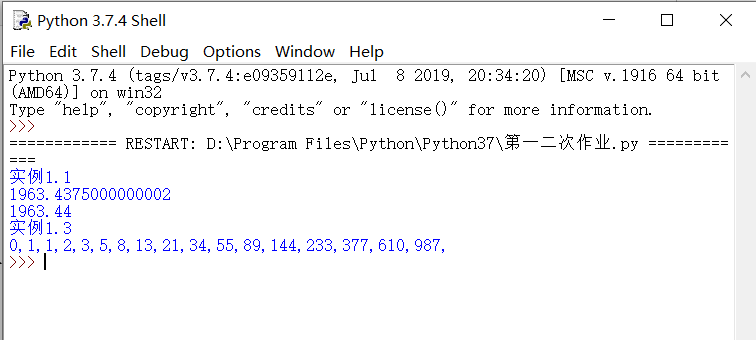 Python 3.7.4 Shell
File Edit Shell Debug Options Window Help
Python 3.7.4 (tags/v3.7.4:e09359112e, Jul  8 2019, 20:34:20) [MSC v.1916 64 bit
(AMD64)] on win32
Type "help", "copyright", "credits" or "license()" for more information.
>>>
============ RESTART: D:\Program Files\Python\Python37\第一二次作业.py ==========
===
实例1.1
1963.4375000000002
1963.44
实例1.3
0,1,1,2,3,5,8,13,21,34,55,89,144,233,377,610,987,
>>>